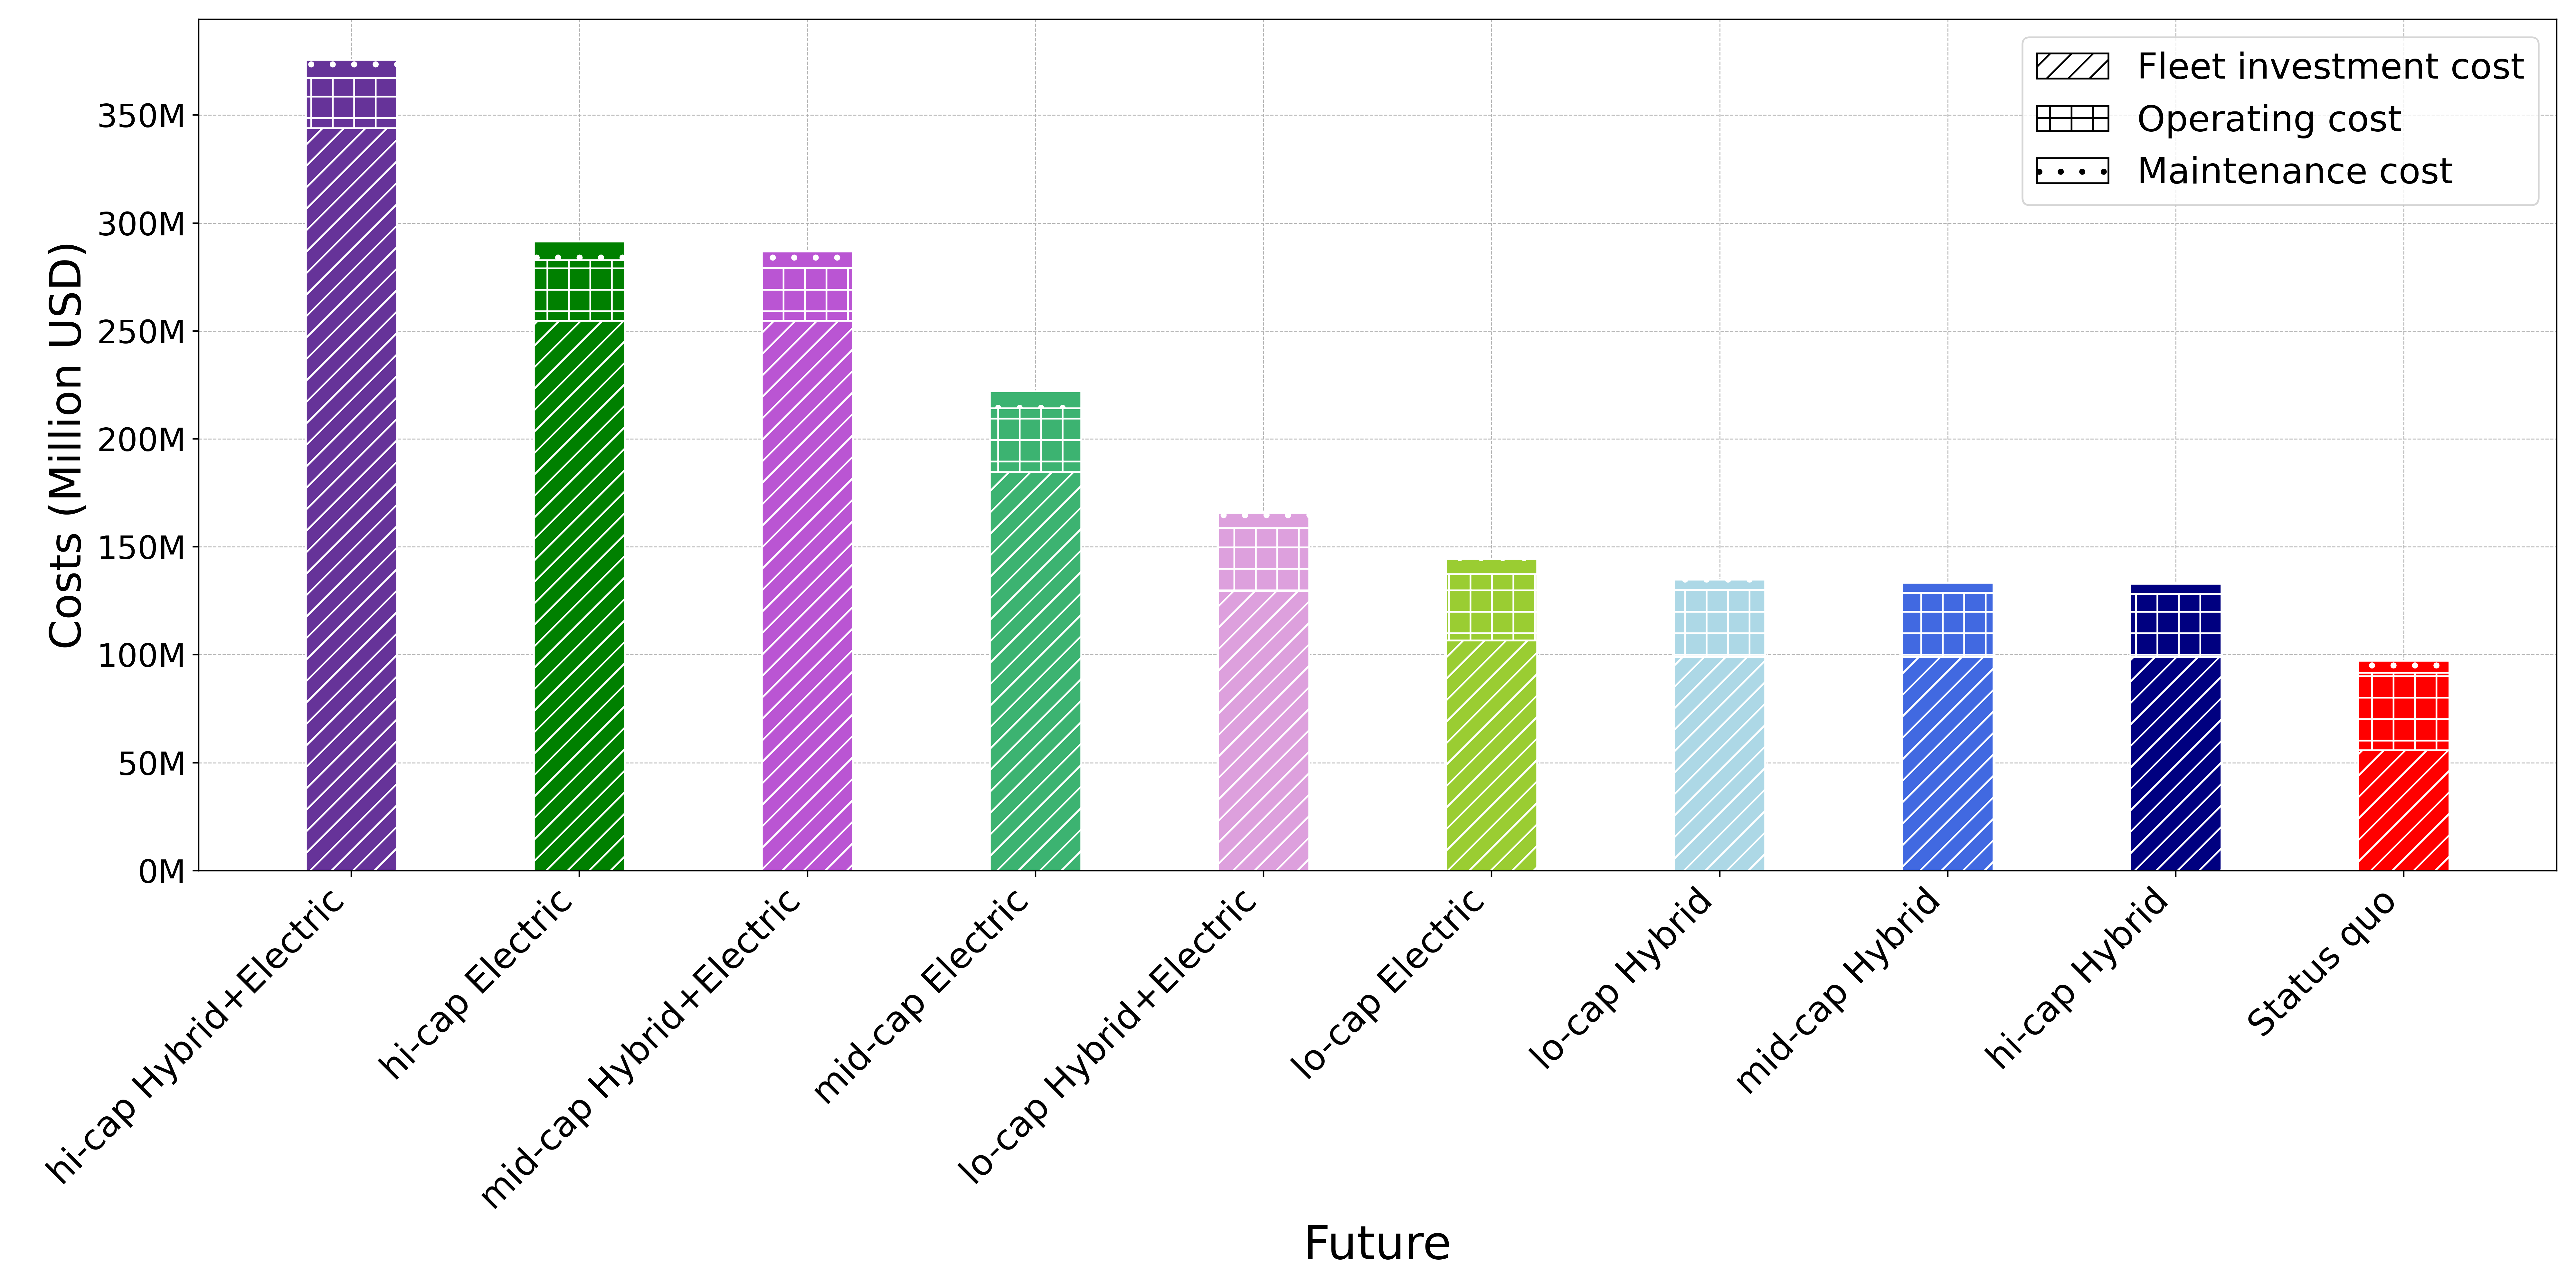 Fleet investment cost
Operating cost
Maintenance cost
Costs (Million USD)
350M
300M
250M
200M
150M
100M
50M
0M
hi-cap Hybrid+Electric
hi-cap Electric
mid-cap Hybrid+Electric
mid-cap Electric
lo-cap Hybrid+Electric
lo-cap Electric
lo-cap Hybrid
mid-cap Hybrid
hi-cap Hybrid
Status quo
Future